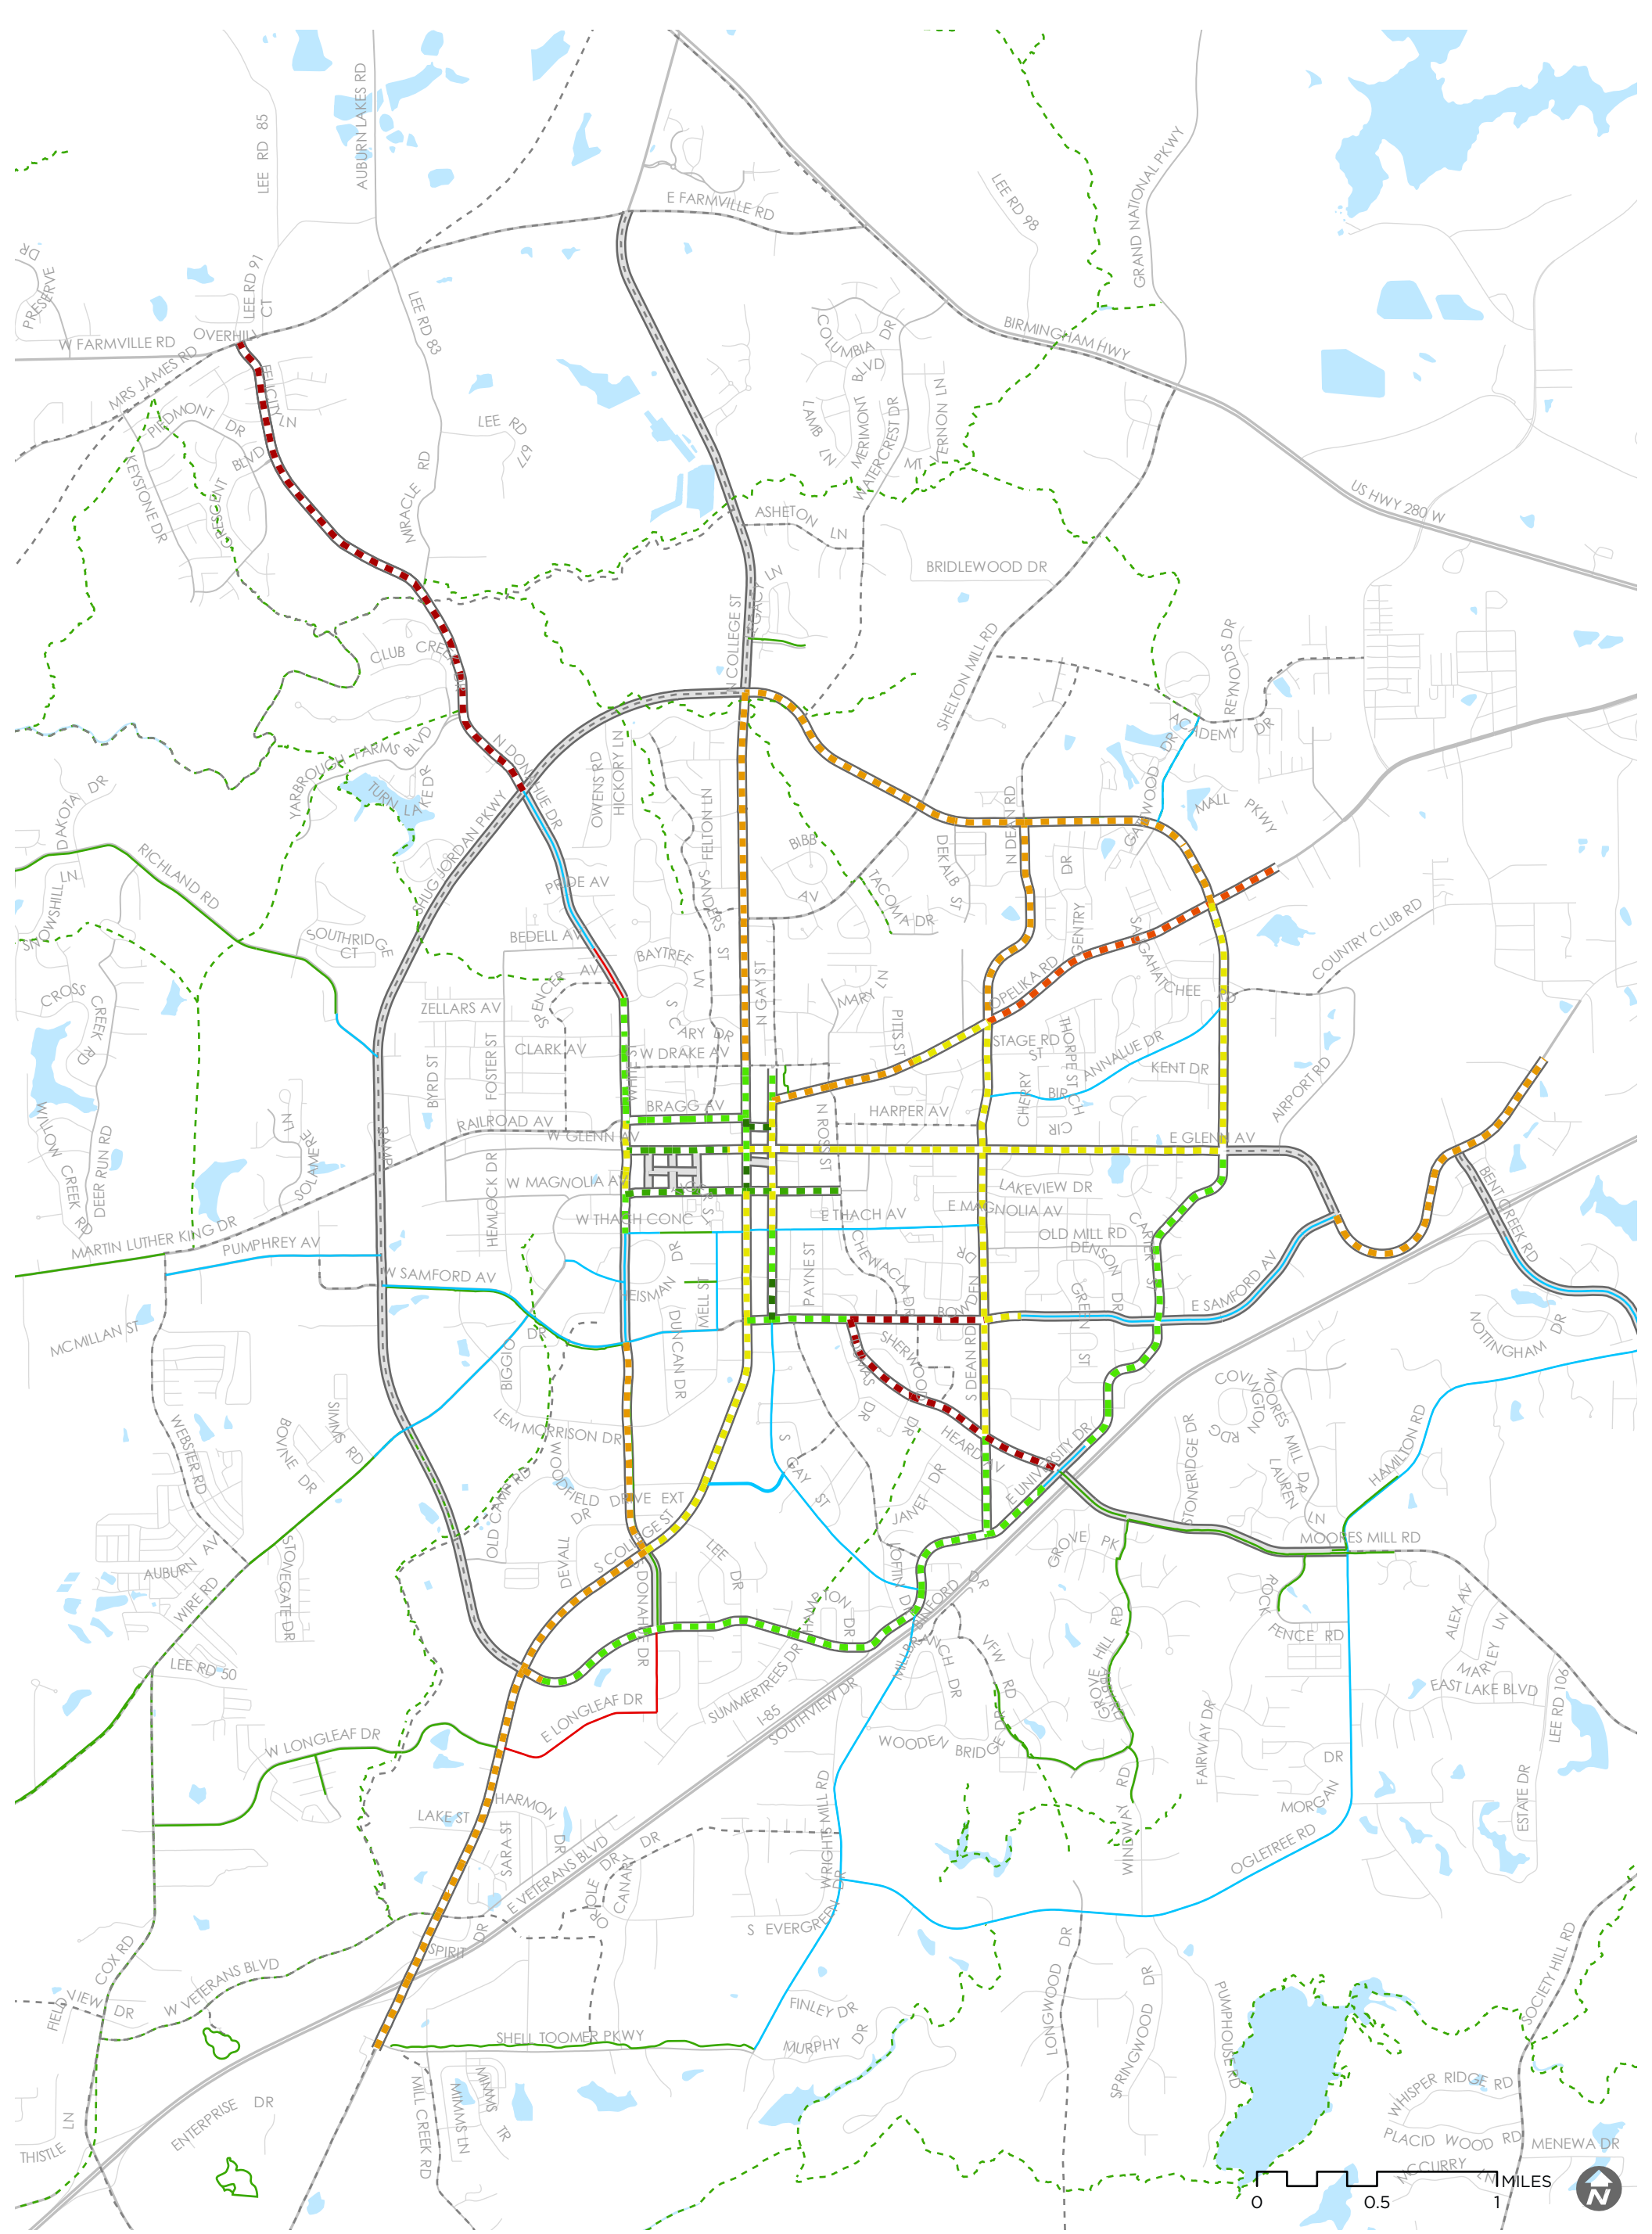 LEE RD 85
AUBURN LAKES RD
E FARMVILLE RD
LEE RD 98
GRAND NATIONAL PKWY
PRESERVE DR
LEE RD 91
CT
OVERHILL
W FARMVILLE RD
MRS JAMES RD
LEE RD 83
COLUMBIA DR
BLVD
BIRMINGHAM HWY
FELICITY LN
PIEDMONT DR
BLVD
CRESCENT
KEYSTONE DR
LEE RD 677
MIRACLE RD
LAMB LN
MERIMONT
WATERCREST DR
MT VERNON LN
US HWY 280 W
ASHETON LN
BRIDLEWOOD DR
LEGACY LN
N COLLEGE ST
CLUB CREEK
SHELTON MILL RD
REYNOLDS DR
ACADEMY DR
YARBROUGH FARMS BLVD
TURN LAKE DR
N DONAHUE DR
SHUG JORDAN PKWY
OWENS RD
HICKORY LN
FELTON LN
SANDERS ST
BIBB AV
TACOMA DR
DEKALB ST
N DEAN RD
GENTRY DR
GATEWOOD DR
MALL PKWY
DAKOTA DR
RICHLAND RD
SNOWSHILL LN
SOUTHRIDGE CT
PRIDE AV
BEDELL AV
SPENCER AV
BAYTREE LN
N GAY ST
MARY LN
OPELIKA RD
SAUGAHATCHEE RD
COUNTRY CLUB RD
CROSS CREEK RD
ZELLARS AV
CARY DR
CLARK AV
W DRAKE AV
PITTS ST
STAGE RD
THORPE ST
ANNALUE DR
KENT DR
BYRD ST
FOSTER ST
BRAGG AV
N ROSS ST
HARPER AV
CHERRY ST
BIRCH CIR
AIRPORT RD
WILLOW CREEK RD
DEER RUN RD
SOLAMERE LN
RAILROAD AV
W GLENN AV
E GLENN AV
HEMLOCK DR
W MAGNOLIA AV
LAKEVIEW DR
E MAGNOLIA AV
W THACH CONC
E THACH AV
OLD MILL RD
DENSON DR
CARTER ST
BENT CREEK RD
MARTIN LUTHER KING DR
PUMPHREY AV
W SAMFORD AV
HEISMAN DR
MELL ST
PAYNE ST
CHEWACLA DR
BOWDEN DR
GREEN ST
E SAMFORD AV
MCMILLAN ST
BIGGIO DR
DUNCAN DR
THOMAS DR
SHERWOOD DR
S DEAN RD
NOTTINGHAM DR
WEBSTER RD
BOVINE DR
SIMMS RD
LEM MORRISON DR
WOODFIELD DRIVE EXT
S GAY ST
HEARD AV
E UNIVERSITY DR
STONERIDGE DR
COVINGTON RDG
MOORES MILL DR
LAUREN LN
HAMILTON RD
MOORES MILL RD
OLD CAMP RD
DEVALL DR
S COLLEGE ST
S DONAHUE DR
LEE DR
JANET DR
LOFTIN DR
GROVE PK
AUBURN AV
WIRE RD
STONEGATE DR
HAMPTON DR
BINFORD DR
MILLBRANCH DR
VFW RD
GROVE HILL RD
ROCK FENCE RD
ALEX AV
MARLEY LN
LEE RD 50
E LONGLEAF DR
SUMMERTREES DR
I-85
SOUTHVIEW DR
WOODEN BRIDGE DR
FAIRWAY DR
EAST LAKE BLVD
LEE RD 106
W LONGLEAF DR
HARMON DR
LAKE ST
SARA ST
E VETERANS BLVD
ORIOLE DR
CANARY DR
WRIGHTS MILL RD
WINDWAY RD
MORGAN DR
OGLETREE RD
ESTATE DR
COX RD
SPIRIT DR
S EVERGREEN DR
W VETERANS BLVD
FIELDVIEW DR
SHELL TOOMER PKWY
FINLEY DR
MURPHY DR
LONGWOOD DR
SPRINGWOOD DR
PUMPHOUSE RD
SOCIETY HILL RD
THISTLE LN
ENTERPRISE DR
MILL CREEK RD
MIMMS LN
MIMMS TR
WHISPER RIDGE RD
PLACID WOOD RD
MENEWA DR
MCCURRY LN
0 0.5 1 MILES
N